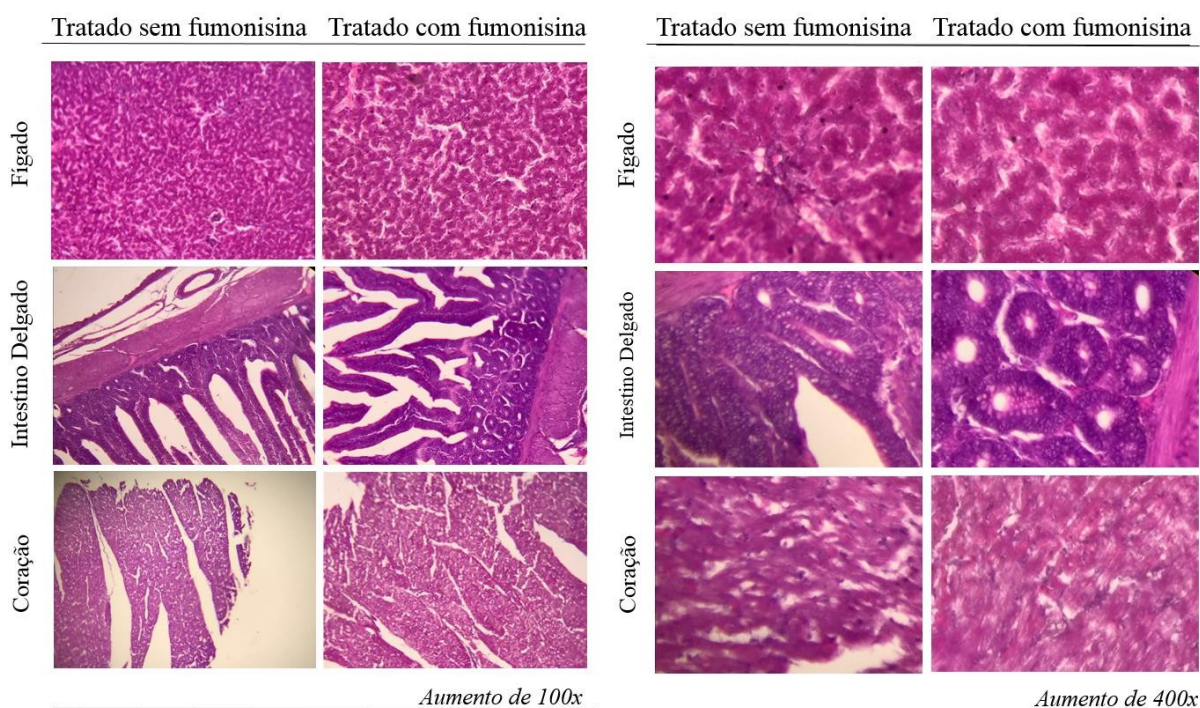 Tratado sem fumonisina Tratado com fumonisina
Fígado
Intestino Delgado
Coração
Aumento de 100x
Tratado sem fumonisina Tratado com fumonisina
Fígado
Intestino Delgado
Coração
Aumento de 400x